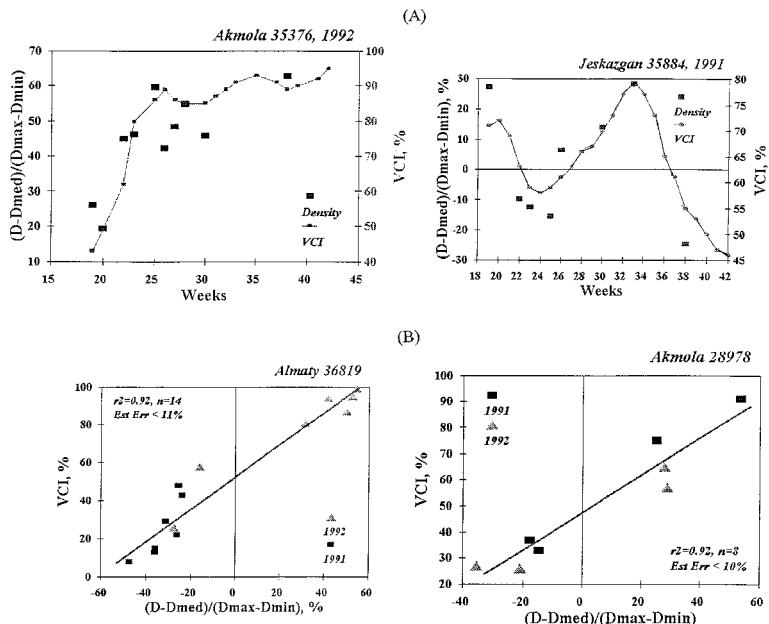 (A)
Akmola 35376, 1992
70
60
50
40
30
20
10
(D-Dmed)/(Dmax-Dmin)
100
90
80
70
60
50
40
VCI, %
Density
VCI
15 20 25 30 35 40 45
Weeks
Jeskazgan 35884, 1991
30
20
10
0
-10
-20
-30
(D-Dmed)/(Dmax-Dmin), %
80
75
70
65
60
55
50
45
VCI, %
Density
VCI
18 20 22 24 26 28 30 32 34 36 38 40 42
Weeks
(B)
Almaty 36819
r2=0.92, n=14
Est Err < 11%
100
80
60
40
20
0
VCI, %
1992
1991
-60 -40 -20 0 20 40 60
(D-Dmed)/(Dmax-Dmin), %
Akmola 28978
100
90
80
70
60
50
40
30
20
VCI, %
1991
1992
r2=0.92, n=8
Est Err < 10%
-40 -20 0 20 40 60
(D-Dmed)/(Dmax-Dmin)